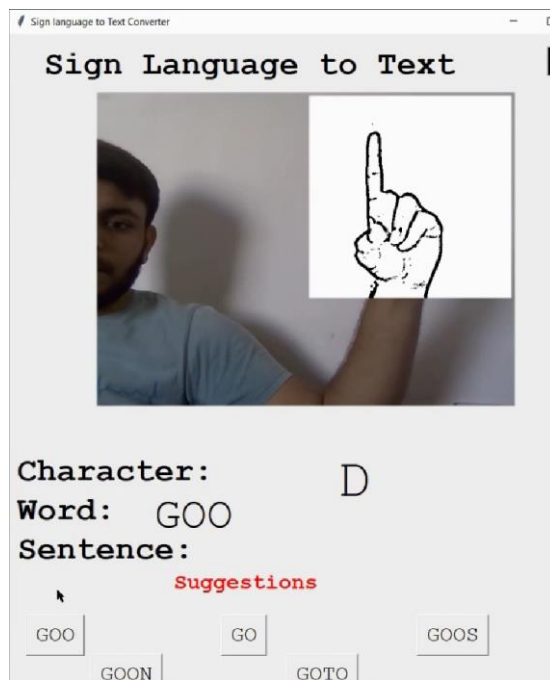 Sign language to Text Converter
Sign Language to Text
Character: D
Word: GOO
Sentence:
Suggestions
GOO GO GOOS
GOON GOTO